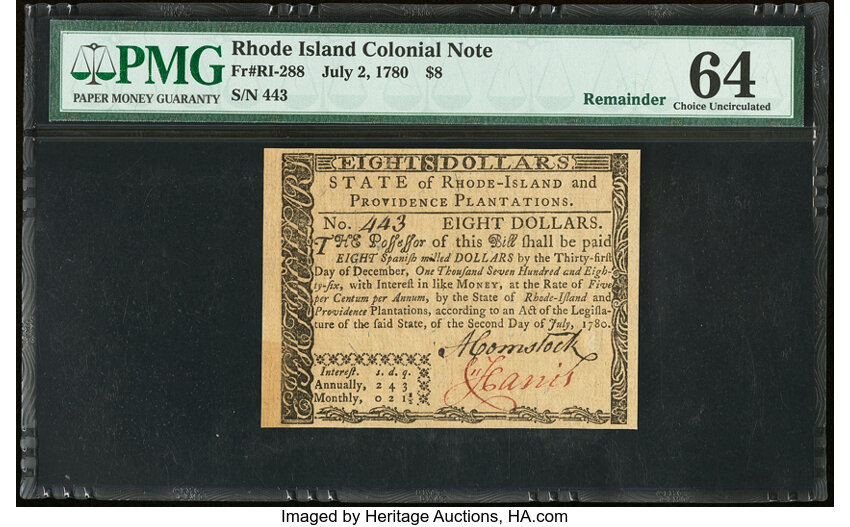 PMG
PAPER MONEY GUARANTY
Rhode Island Colonial Note
Fr#RI-288 July 2, 1780 $8
S/N 443
Remainder
64
Choice Uncirculated
EIGHT 8 DOLLARS
STATE of RHODE-ISLAND and
PROVIDENCE PLANTATIONS.
No. 443 EIGHT DOLLARS.
THE Poſſeſſor of this Bill ſhall be paid
EIGHT Spaniſh milled DOLLARS by the Thirty-firſt
Day of December, One Thouſand Seven Hundred and Eigh-
ty-ſix, with Intereſt in like MONEY, at the Rate of Five
per Centum per Annum, by the State of Rhode-Iſland and
Providence Plantations, according to an Act of the Legiſla-
ture of the ſaid State, of the Second Day of July, 1780.
AComstock
Harris
Intereſt. s. d. q.
Annually, 2 4 3
Monthly, 0 2 1½
Imaged by Heritage Auctions, HA.com